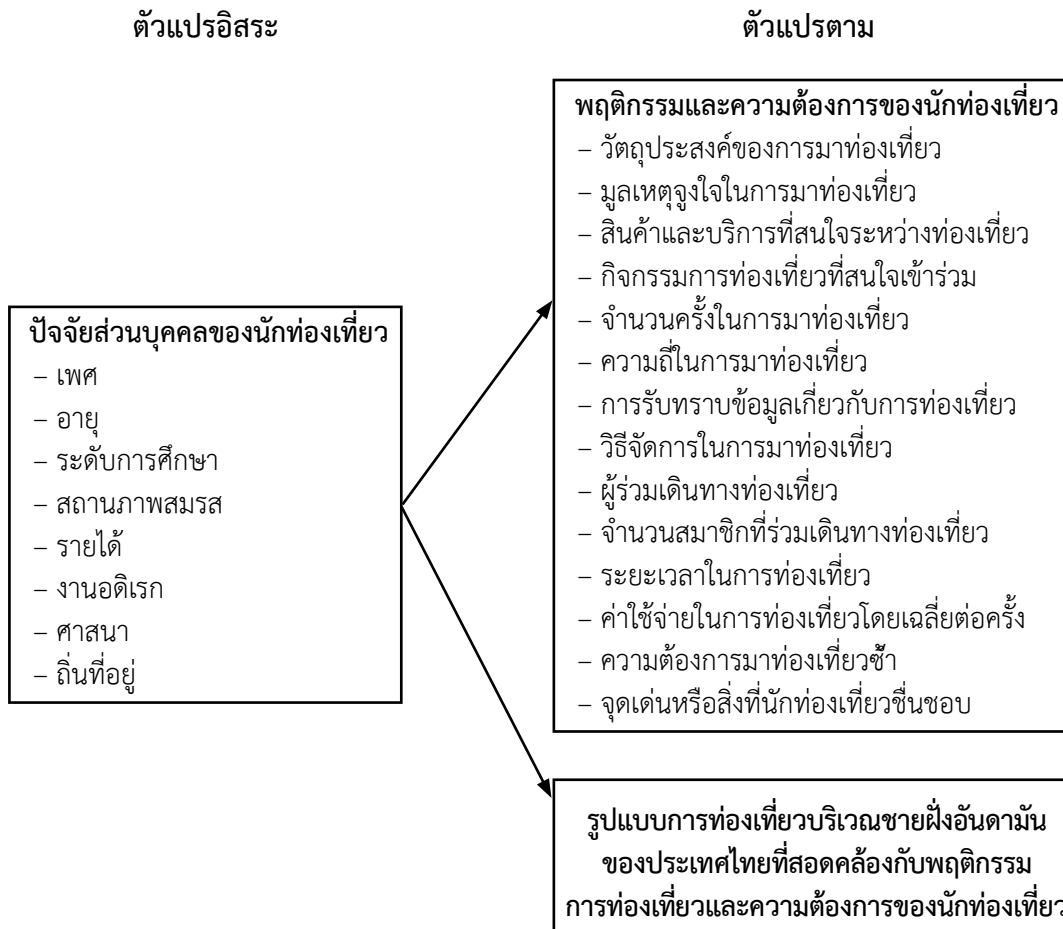 ตัวแปรอิสระ
ตัวแปรตาม
ปัจจัยส่วนบุคคลของนักท่องเที่ยว
– เพศ
– อายุ
– ระดับการศึกษา
– สถานภาพสมรส
– รายได้
– งานอดิเรก
– ศาสนา
– ถิ่นที่อยู่
พฤติกรรมและความต้องการของนักท่องเที่ยว
– วัตถุประสงค์ของการมาท่องเที่ยว
– มูลเหตุจูงใจในการมาท่องเที่ยว
– สินค้าและบริการที่สนใจระหว่างท่องเที่ยว
– กิจกรรมการท่องเที่ยวที่สนใจเข้าร่วม
– จำนวนครั้งในการมาท่องเที่ยว
– ความถี่ในการมาท่องเที่ยว
– การรับทราบข้อมูลเกี่ยวกับการท่องเที่ยว
– วิธีจัดการในการมาท่องเที่ยว
– ผู้ร่วมเดินทางท่องเที่ยว
– จำนวนสมาชิกที่ร่วมเดินทางท่องเที่ยว
– ระยะเวลาในการท่องเที่ยว
– ค่าใช้จ่ายในการท่องเที่ยวโดยเฉลี่ยต่อครั้ง
– ความต้องการมาท่องเที่ยวซ้ำ
– จุดเด่นหรือสิ่งที่นักท่องเที่ยวชื่นชอบ
รูปแบบการท่องเที่ยวบริเวณชายฝั่งอันดามัน
ของประเทศไทยที่สอดคล้องกับพฤติกรรม
การท่องเที่ยวและความต้องการของนักท่องเที่ยว